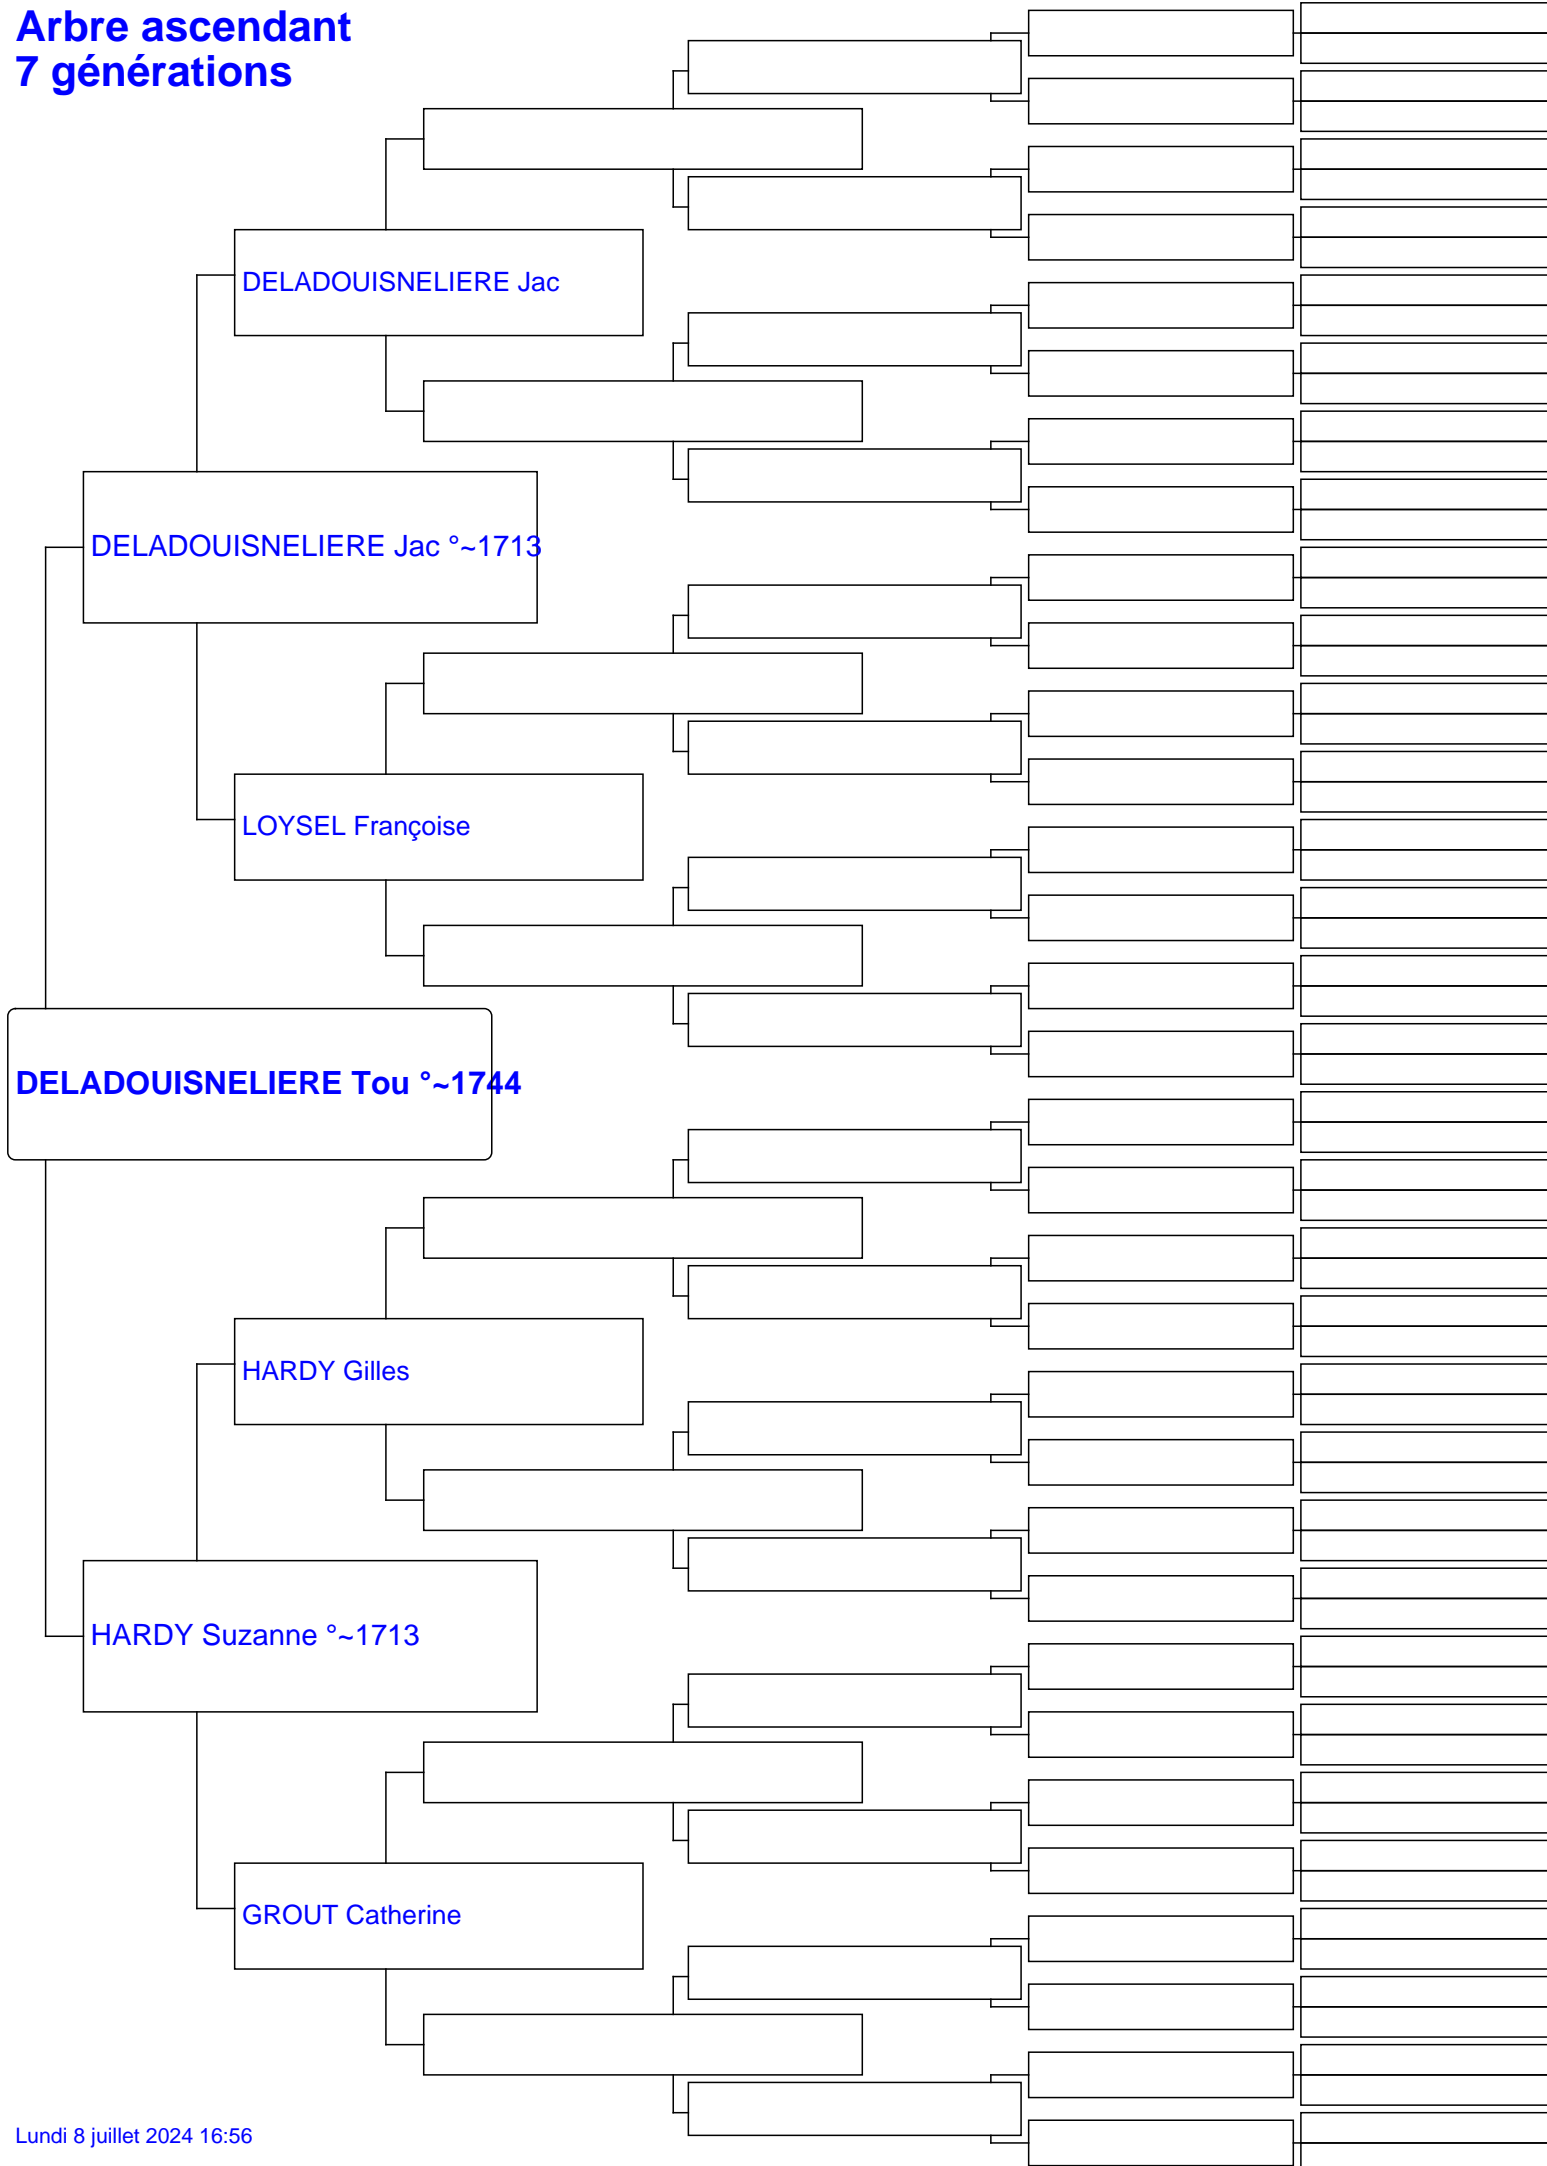 Arbre ascendant
7 générations
DELADOUISNELIERE Jac
DELADOUISNELIERE Jac °~1713
LOYSEL Françoise
DELADOUISNELIERE Tou °~1744
HARDY Gilles
HARDY Suzanne °~1713
GROUT Catherine
Lundi 8 juillet 2024 16:56